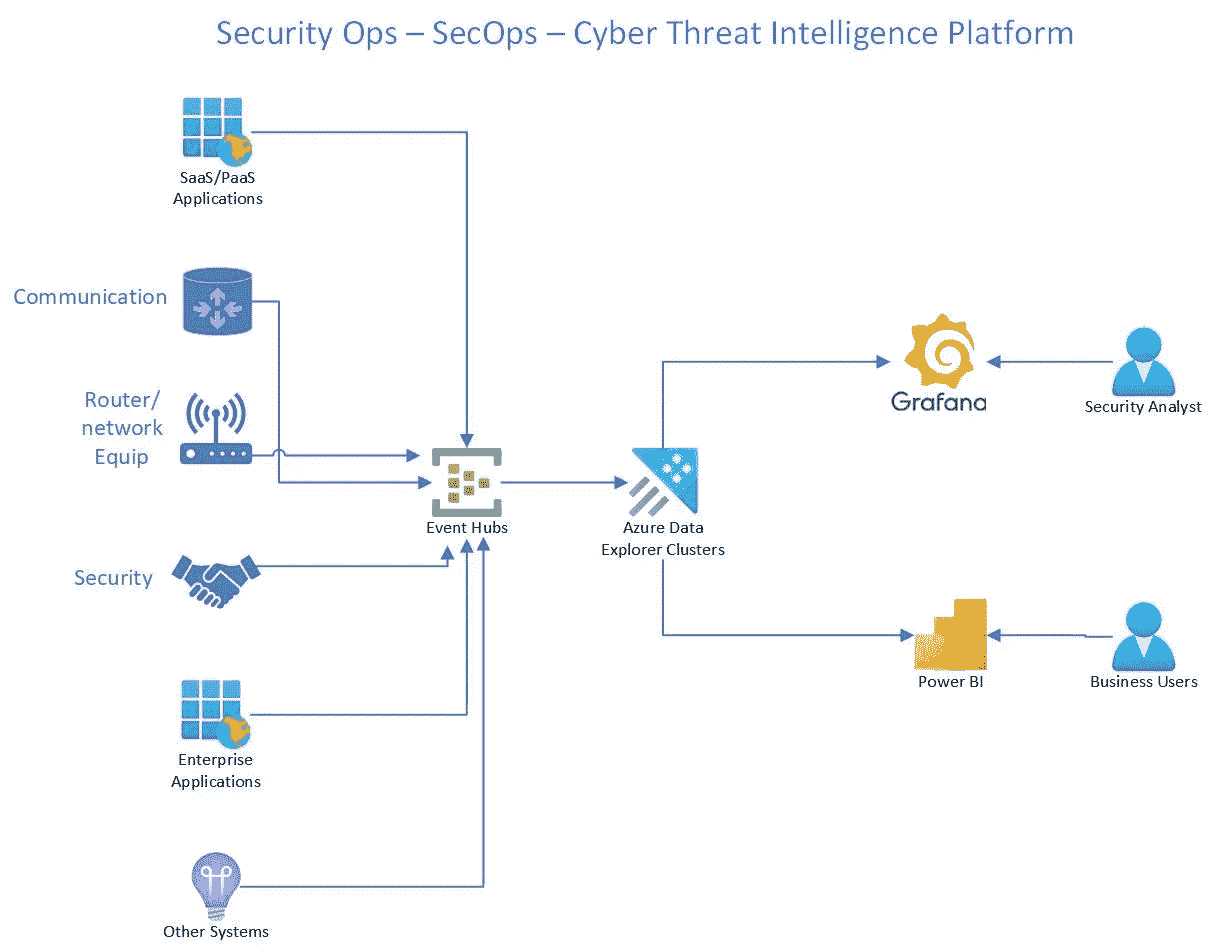 Security Ops – SecOps – Cyber Threat Intelligence Platform
SaaS/PaaS
Applications
Communication
Router/
network
Equip
Security
Enterprise
Applications
Other Systems
Event Hubs
Azure Data
Explorer Clusters
Grafana
Security Analyst
Power BI
Business Users